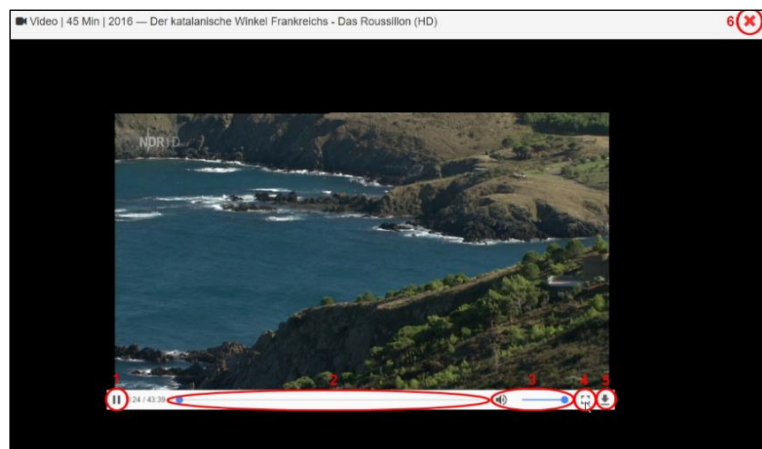 Video | 45 Min | 2016 — Der katalanische Winkel Frankreichs - Das Roussillon (HD)
6
NDR HD
1
2
3
4
5
:24 / 43:39